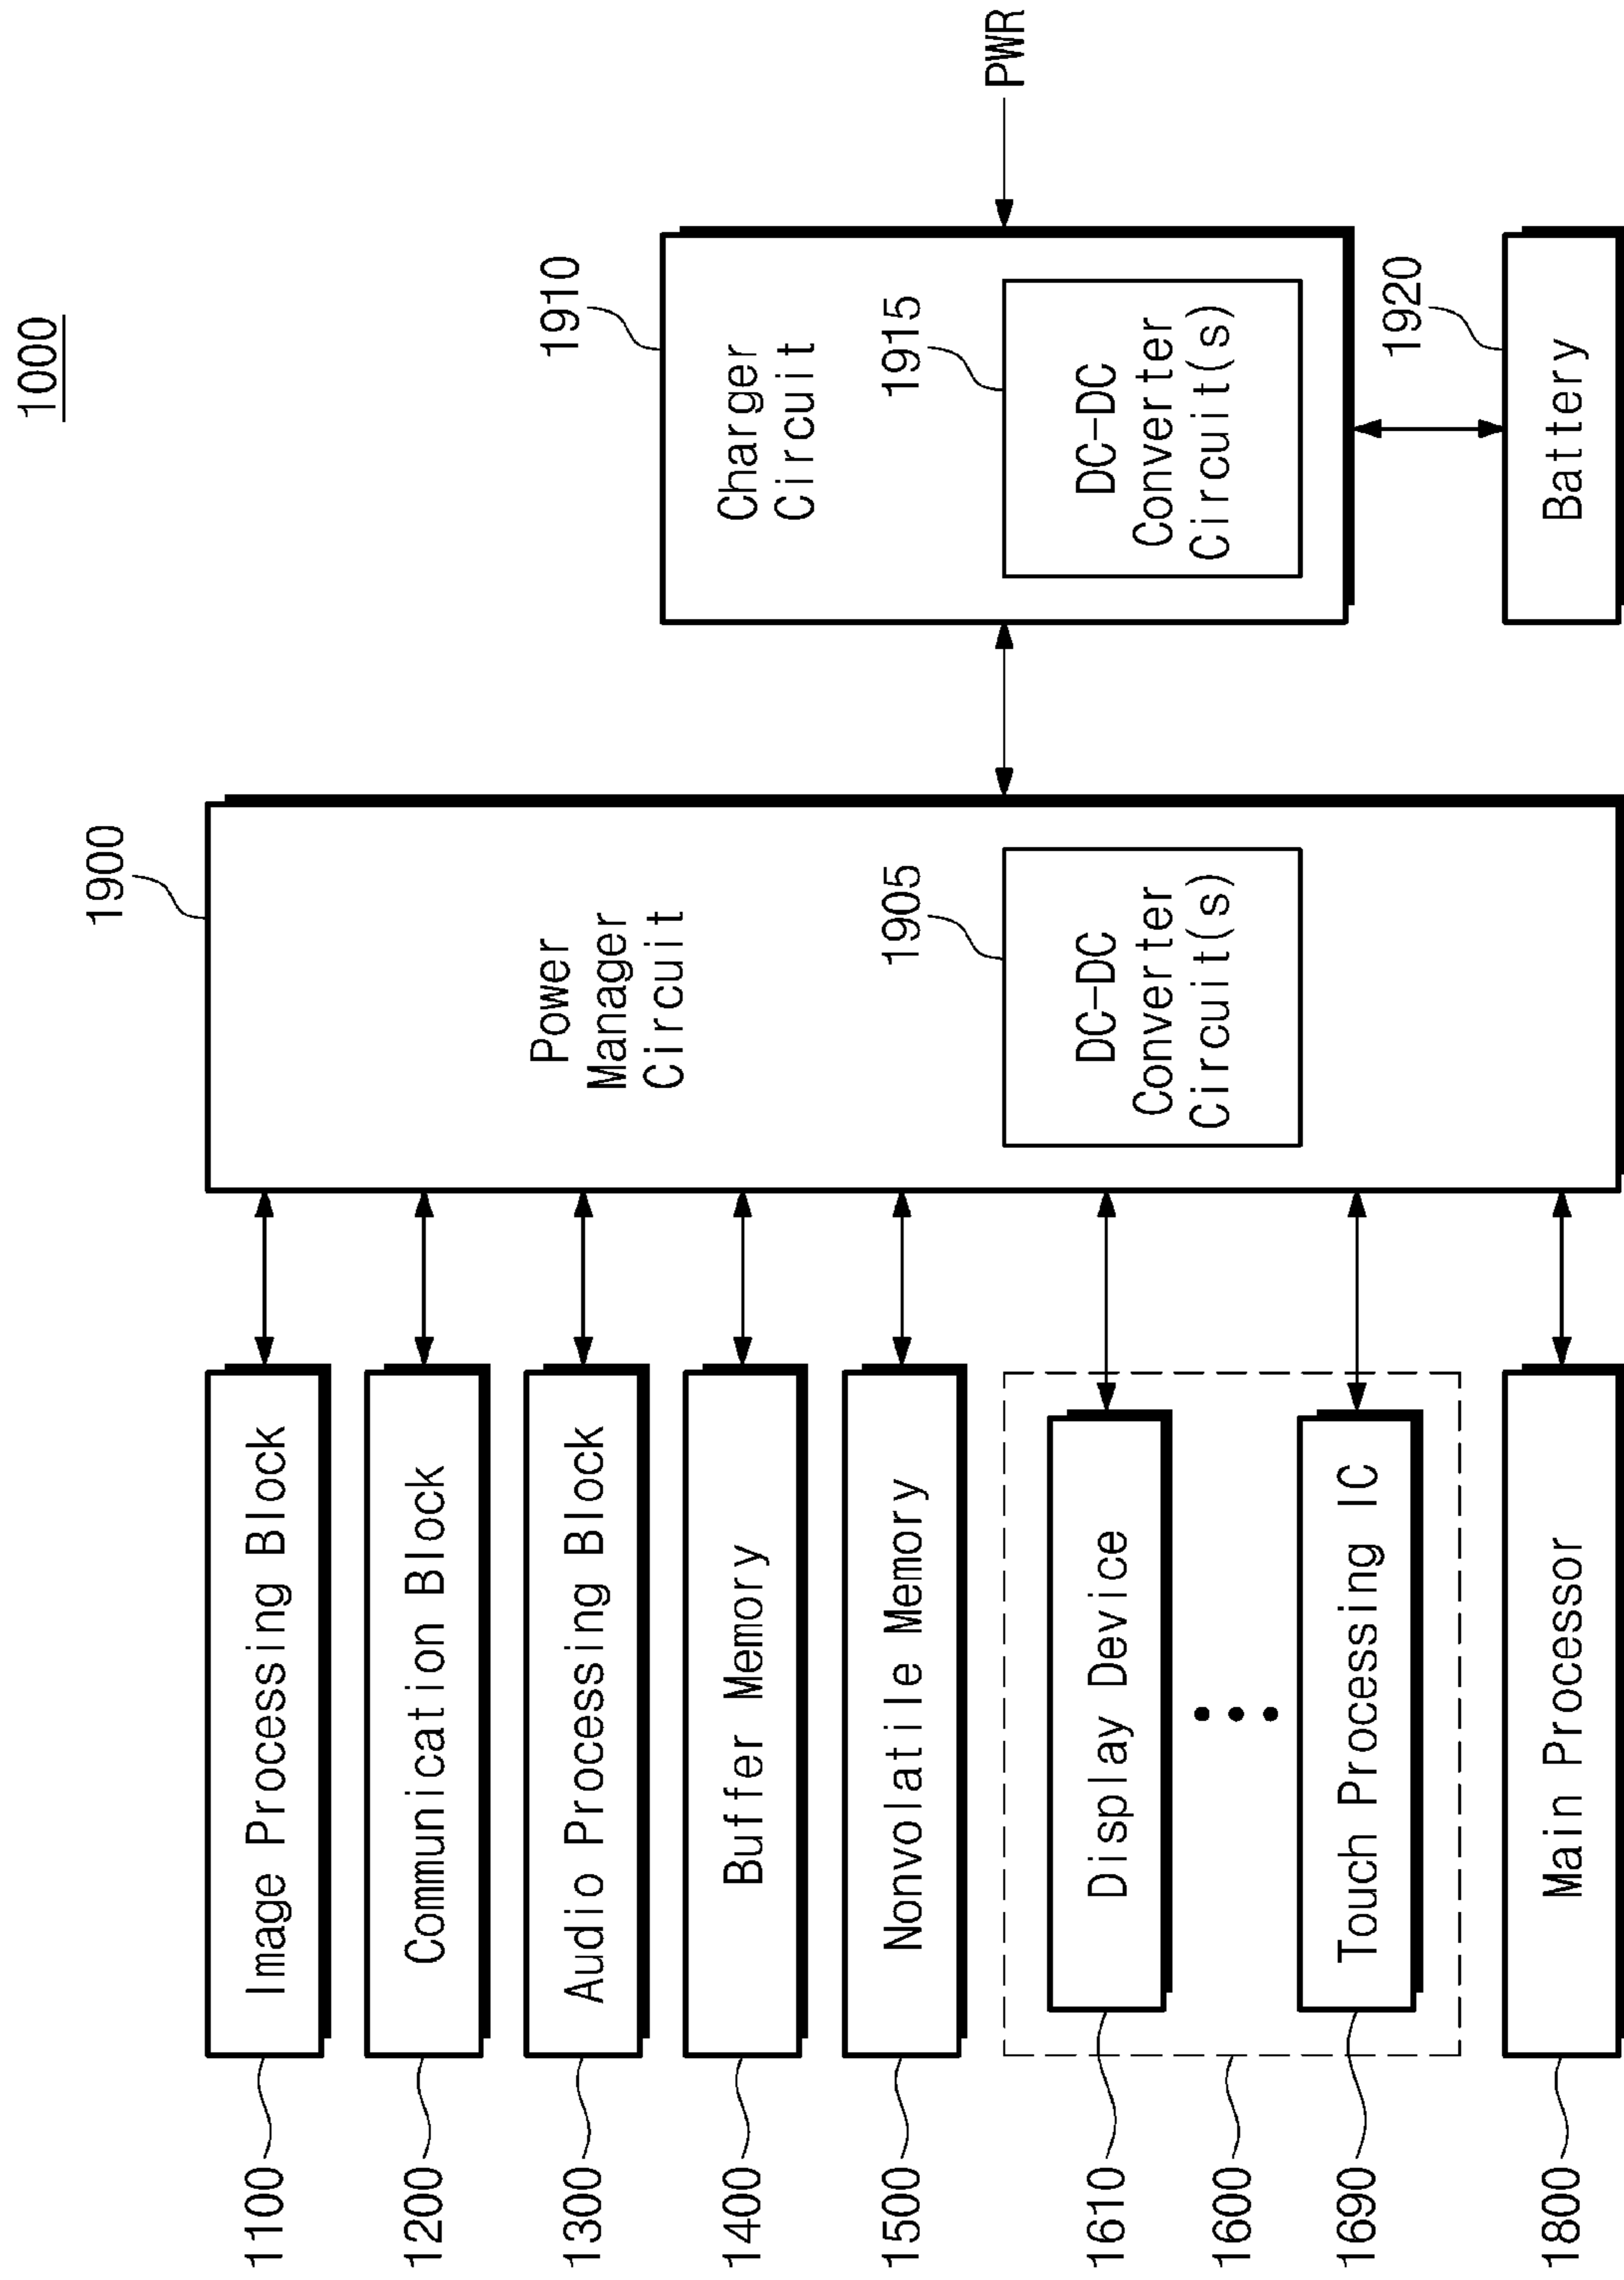 1000
1100
Image Processing Block
1200
Communication Block
1300
Audio Processing Block
1400
Buffer Memory
1500
Nonvolatile Memory
1610
Display Device
1600
1690
Touch Processing IC
1800
Main Processor
1900
Power
Manager
Circuit
1905
DC-DC
Converter
Circuit(s)
1910
Charger
Circuit
1915
DC-DC
Converter
Circuit(s)
PWR
1920
Battery